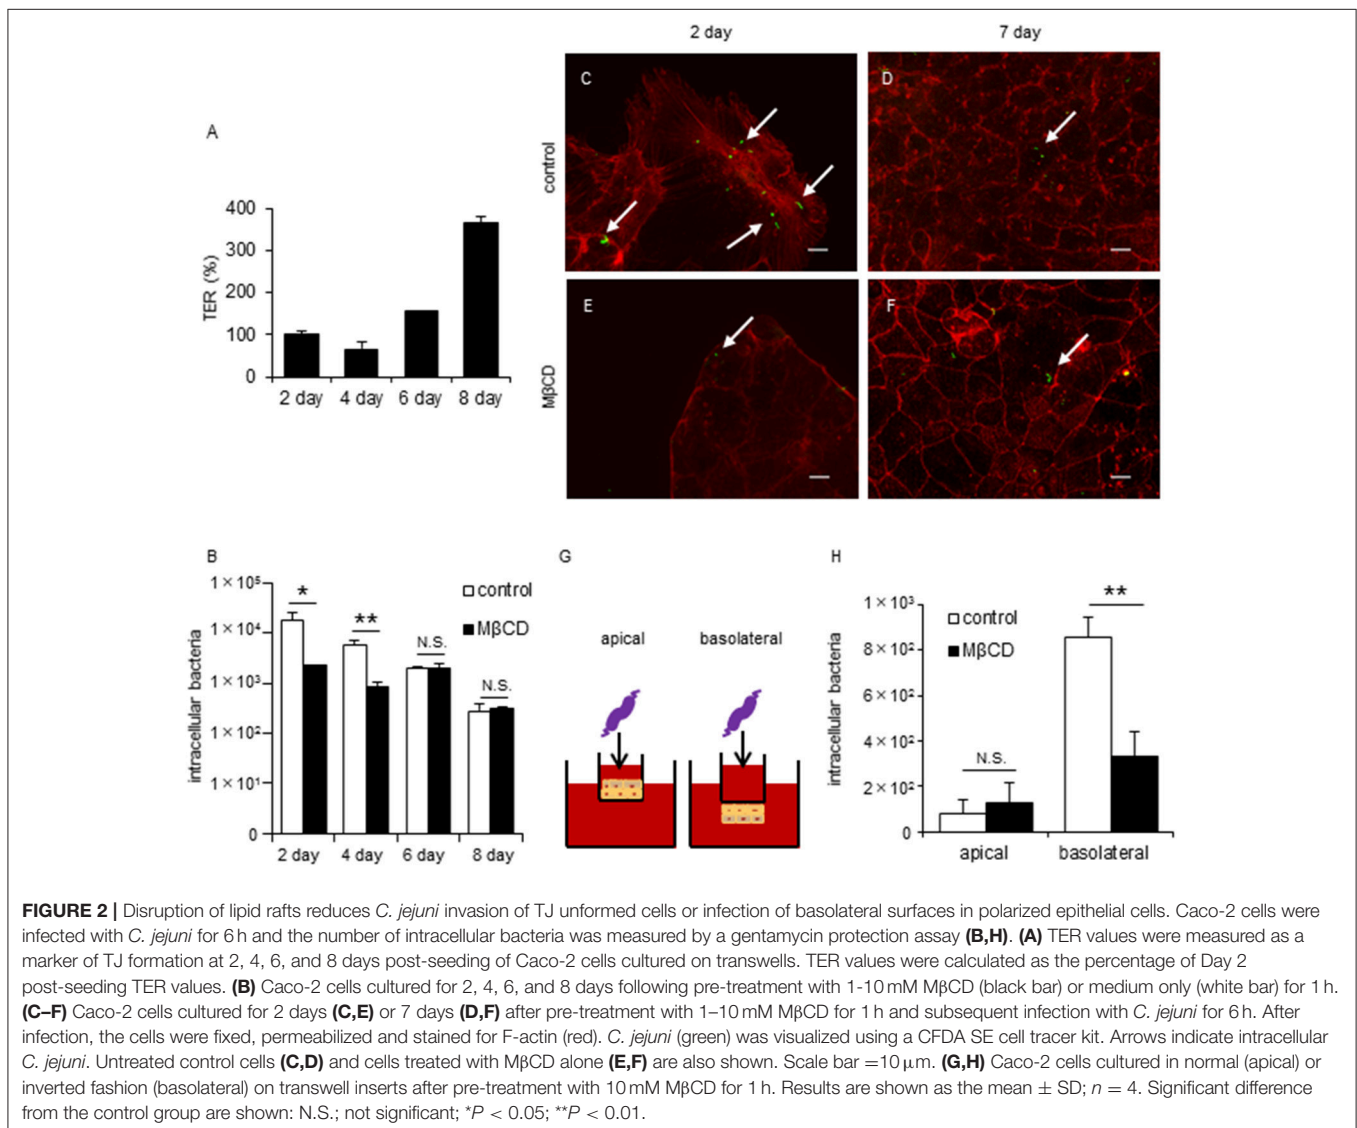 2 day
7 day
A
TER (%)
400
300
200
100
0
2 day
4 day
6 day
8 day
control
MβCD
C
D
E
F
B
intracellular bacteria
1×10⁵
1×10⁴
1×10³
1×10²
1×10¹
0
*
**
N.S.
N.S.
control
MβCD
2 day
4 day
6 day
8 day
G
apical
basolateral
H
intracellular bacteria
1×10³
8×10²
6×10²
4×10²
2×10²
0
control
MβCD
N.S.
**
apical
basolateral
FIGURE 2 | Disruption of lipid rafts reduces C. jejuni invasion of TJ unformed cells or infection of basolateral surfaces in polarized epithelial cells. Caco-2 cells were
infected with C. jejuni for 6 h and the number of intracellular bacteria was measured by a gentamycin protection assay (B,H). (A) TER values were measured as a
marker of TJ formation at 2, 4, 6, and 8 days post-seeding of Caco-2 cells cultured on transwells. TER values were calculated as the percentage of Day 2
post-seeding TER values. (B) Caco-2 cells cultured for 2, 4, 6, and 8 days following pre-treatment with 1-10 mM MβCD (black bar) or medium only (white bar) for 1 h.
(C–F) Caco-2 cells cultured for 2 days (C,E) or 7 days (D,F) after pre-treatment with 1–10 mM MβCD for 1 h and subsequent infection with C. jejuni for 6 h. After
infection, the cells were fixed, permeabilized and stained for F-actin (red). C. jejuni (green) was visualized using a CFDA SE cell tracer kit. Arrows indicate intracellular
C. jejuni. Untreated control cells (C,D) and cells treated with MβCD alone (E,F) are also shown. Scale bar =10 μm. (G,H) Caco-2 cells cultured in normal (apical) or
inverted fashion (basolateral) on transwell inserts after pre-treatment with 10 mM MβCD for 1 h. Results are shown as the mean ± SD; n = 4. Significant difference
from the control group are shown: N.S.; not significant; *P < 0.05; **P < 0.01.